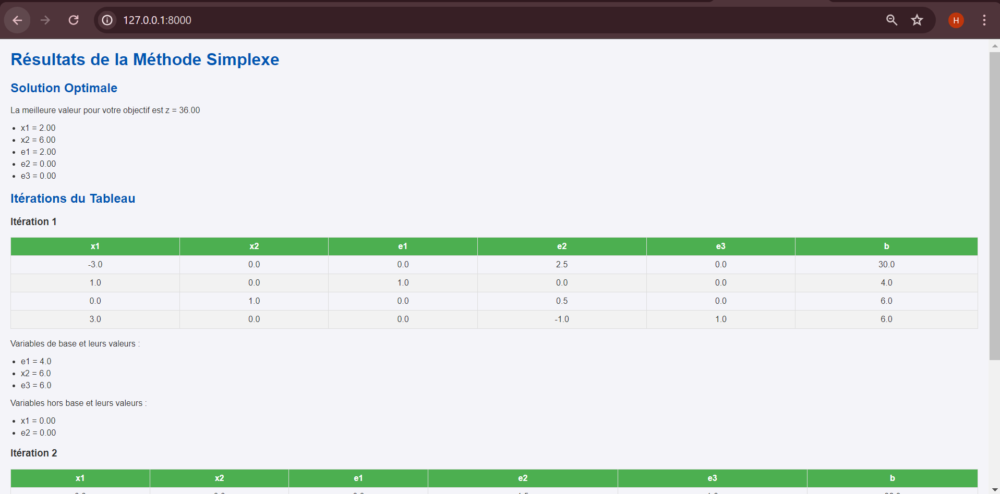 127.0.0.1:8000
H
Résultats de la Méthode Simplexe
Solution Optimale
La meilleure valeur pour votre objectif est z = 36.00
• x1 = 2.00
• x2 = 6.00
• e1 = 2.00
• e2 = 0.00
• e3 = 0.00
Itérations du Tableau
Itération 1
x1 x2 e1 e2 e3 b
-3.0 0.0 0.0 2.5 0.0 30.0
1.0 0.0 1.0 0.0 0.0 4.0
0.0 1.0 0.0 0.5 0.0 6.0
3.0 0.0 0.0 -1.0 1.0 6.0
Variables de base et leurs valeurs :
• e1 = 4.0
• x2 = 6.0
• e3 = 6.0
Variables hors base et leurs valeurs :
• x1 = 0.00
• e2 = 0.00
Itération 2
x1 x2 e1 e2 e3 b